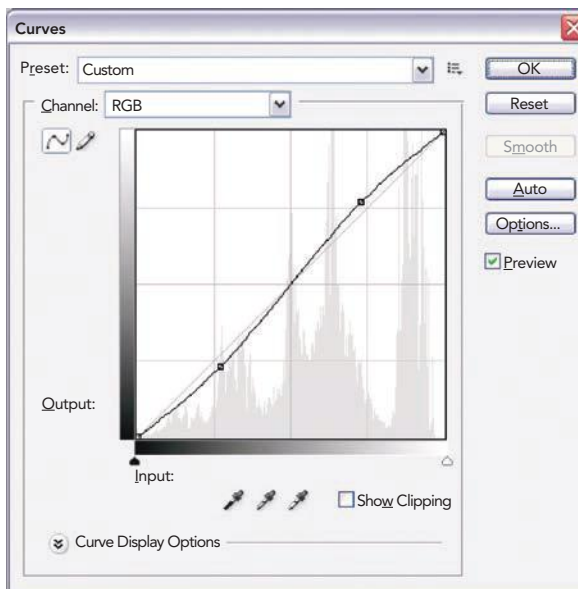 Curves
Preset: Custom
OK
Channel: RGB
Reset
Smooth
Auto
Options...
Preview
Output:
Input:
Show Clipping
Curve Display Options